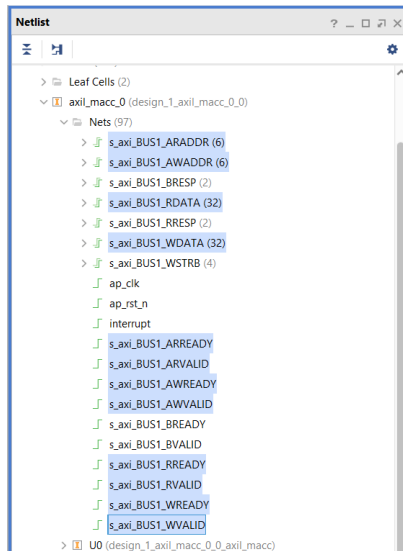 Netlist
Leaf Cells (2)
axil_macc_0 (design_1_axil_macc_0_0)
Nets (97)
s_axi_BUS1_ARADDR (6)
s_axi_BUS1_AWADDR (6)
s_axi_BUS1_BRESP (2)
s_axi_BUS1_RDATA (32)
s_axi_BUS1_RRESP (2)
s_axi_BUS1_WDATA (32)
s_axi_BUS1_WSTRB (4)
ap_clk
ap_rst_n
interrupt
s_axi_BUS1_ARREADY
s_axi_BUS1_ARVALID
s_axi_BUS1_AWREADY
s_axi_BUS1_AWVALID
s_axi_BUS1_BREADY
s_axi_BUS1_BVALID
s_axi_BUS1_RREADY
s_axi_BUS1_RVALID
s_axi_BUS1_WREADY
s_axi_BUS1_WVALID
U0 (design_1_axil_macc_0_0_axil_macc)